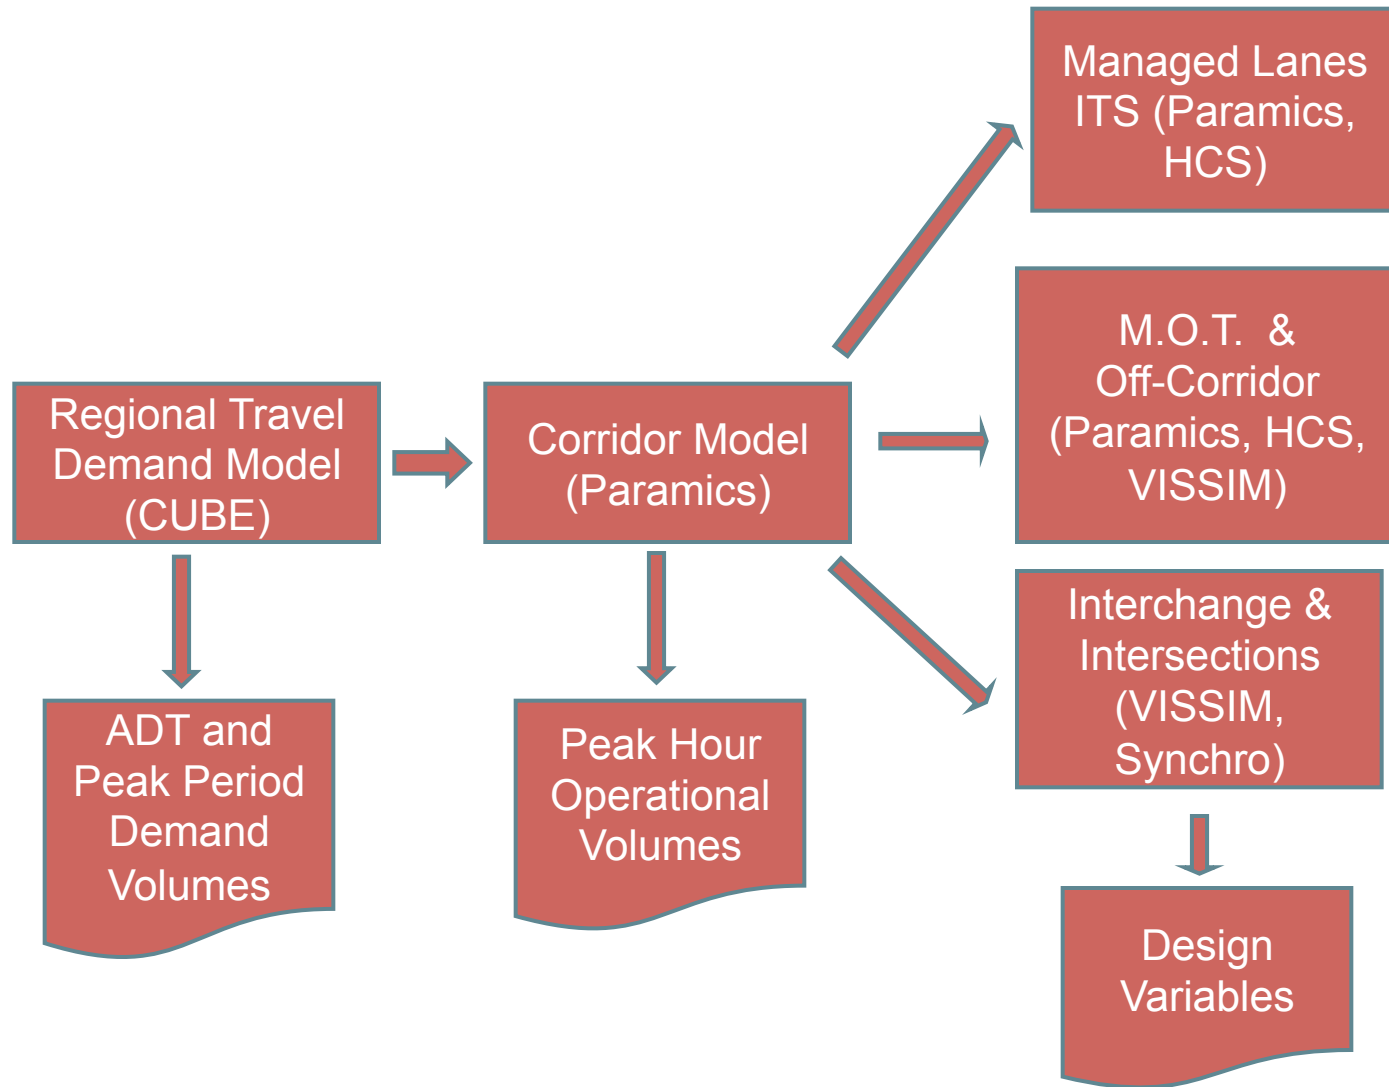 Managed Lanes
ITS (Paramics,
HCS)
M.O.T.  &
Off-Corridor
(Paramics, HCS,
VISSIM)
Regional Travel
Demand Model
(CUBE)
Corridor Model
(Paramics)
Interchange &
Intersections
(VISSIM,
Synchro)
ADT and
Peak Period
Demand
Volumes
Peak Hour
Operational
Volumes
Design
Variables